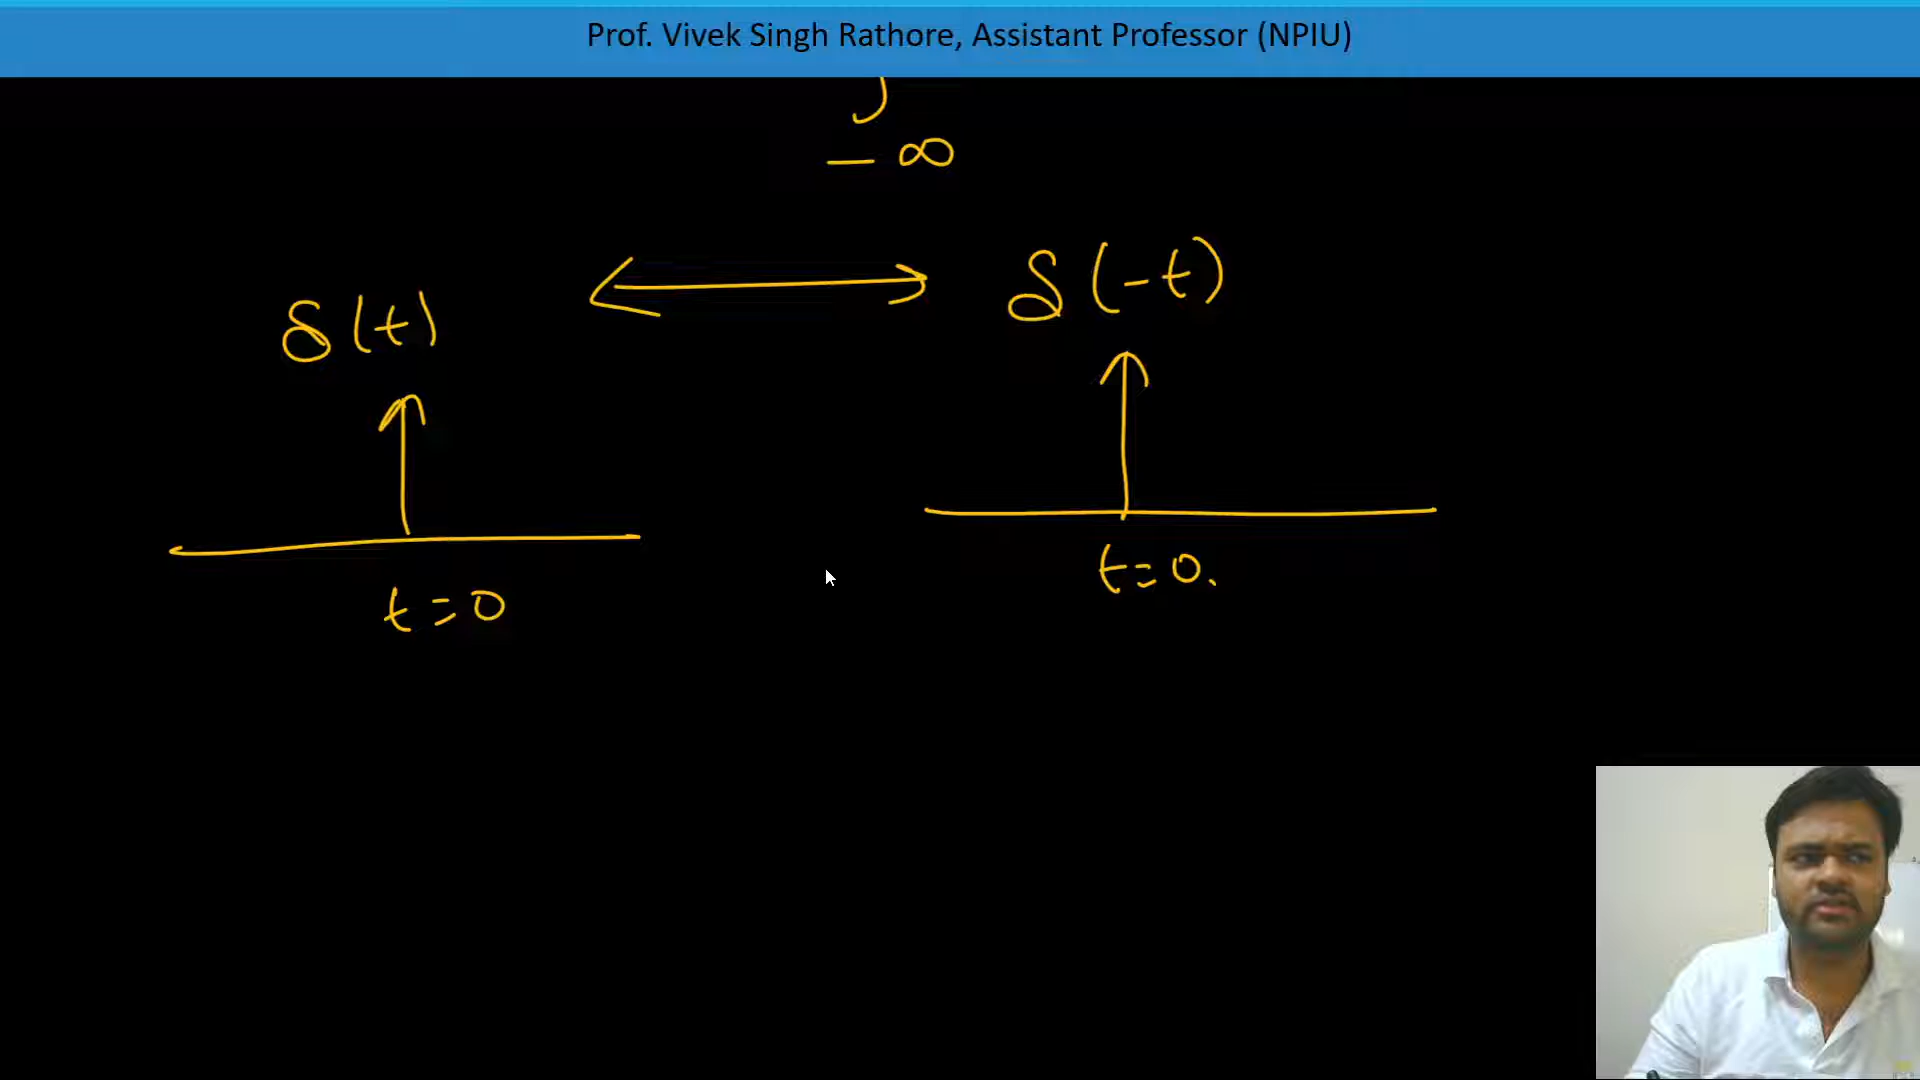 Prof. Vivek Singh Rathore, Assistant Professor (NPIU)
∫
- ∞
δ(t) ⟷ δ(-t)
t=0 t=0.